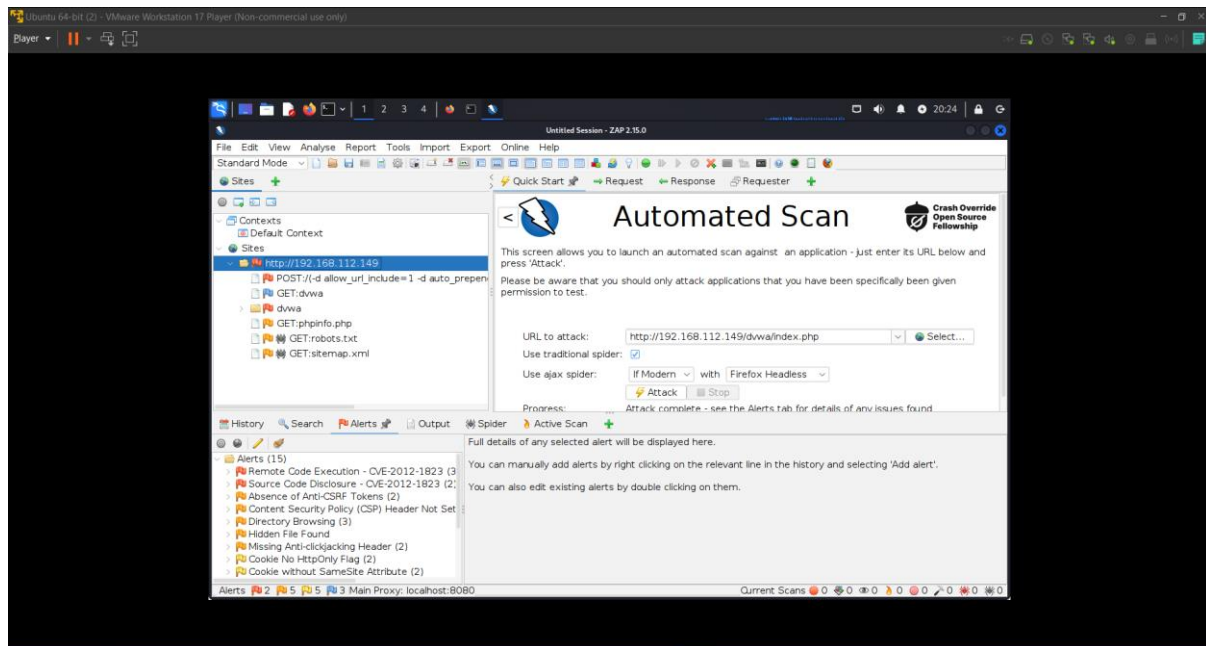 Ubuntu 64-bit (2) - VMware Workstation 17 Player (Non-commercial use only)
Player
1 2 3 4
20:24
Untitled Session - ZAP 2.15.0
File Edit View Analyse Report Tools Import Export Online Help
Standard Mode
Sites
Quick Start Request Response Requester
Contexts
Default Context
Sites
http://192.168.112.149
POST:/(-d allow_url_include=1 -d auto_prepen
GET:dvwa
dvwa
GET:phpinfo.php
GET:robots.txt
GET:sitemap.xml
<
Automated Scan
Crash Override
Open Source
Fellowship
This screen allows you to launch an automated scan against an application - just enter its URL below and
press 'Attack'.
Please be aware that you should only attack applications that you have been specifically been given
permission to test.
URL to attack: http://192.168.112.149/dvwa/index.php Select...
Use traditional spider:
Use ajax spider: If Modern with Firefox Headless
Attack Stop
Progress: Attack complete - see the Alerts tab for details of any issues found
History Search Alerts Output Spider Active Scan
Alerts (15)
Remote Code Execution - CVE-2012-1823 (3
Source Code Disclosure - CVE-2012-1823 (2)
Absence of Anti-CSRF Tokens (2)
Content Security Policy (CSP) Header Not Set
Directory Browsing (3)
Hidden File Found
Missing Anti-clickjacking Header (2)
Cookie No HttpOnly Flag (2)
Cookie without SameSite Attribute (2)
Full details of any selected alert will be displayed here.
You can manually add alerts by right clicking on the relevant line in the history and selecting 'Add alert'.
You can also edit existing alerts by double clicking on them.
Alerts 2 5 5 3 Main Proxy: localhost:8080
Current Scans 0 0 0 0 0 0 0 0